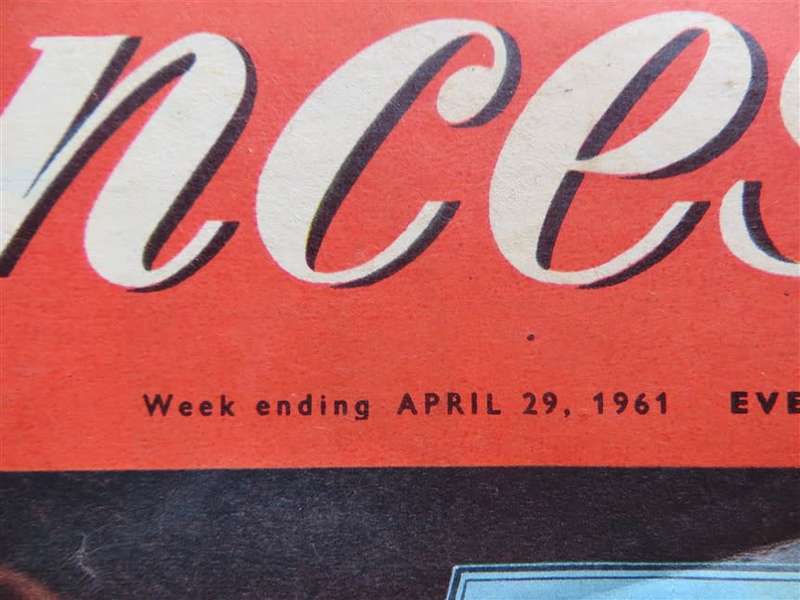 nces
Week ending APRIL 29, 1961 EVE